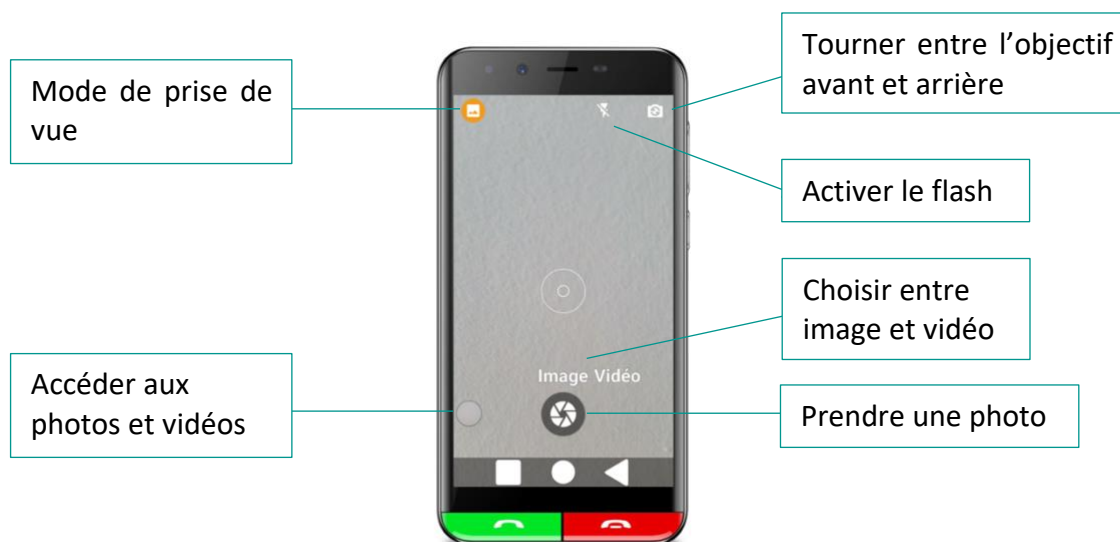 Mode de prise de
vue
Tourner entre l’objectif
avant et arrière
Activer le flash
Choisir entre
image et vidéo
Image Vidéo
Accéder aux
photos et vidéos
Prendre une photo